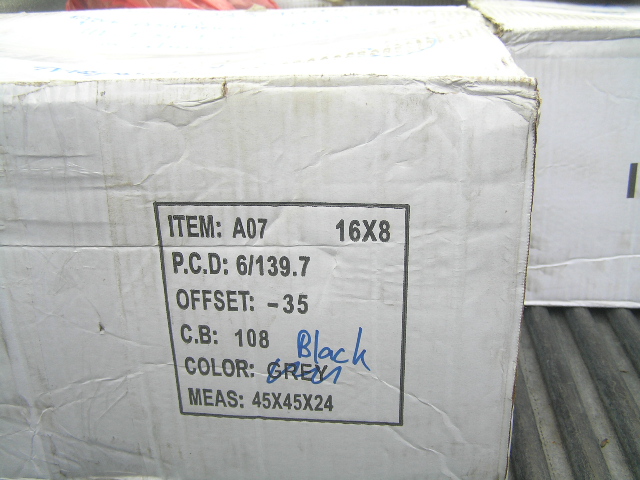 ITEM: A07 16X8
P.C.D: 6/139.7
OFFSET: -35
C.B: 108
Black
COLOR: GREY
MEAS: 45X45X24